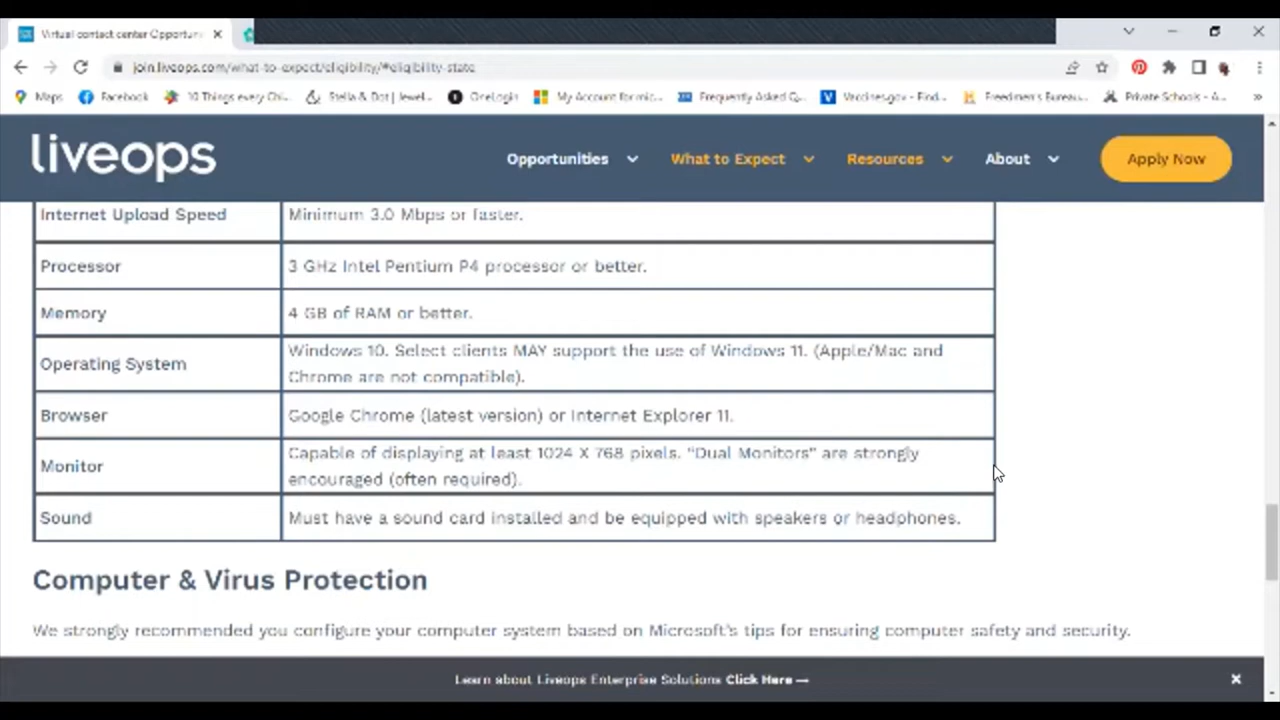 Virtual contact center Opportun
join.liveops.com/what-to-expect/eligibility/#eligibility-state
Maps Facebook 10 Things every Chi... Stella & Dot | Jewel... OneLogin My Account for mic... Frequently Asked Q... Vaccines.gov - Find... Freedmen's Bureau... Private Schools - A... »
liveops Opportunities What to Expect Resources About Apply Now
Internet Upload Speed Minimum 3.0 Mbps or faster.
Processor 3 GHz Intel Pentium P4 processor or better.
Memory 4 GB of RAM or better.
Operating System Windows 10. Select clients MAY support the use of Windows 11. (Apple/Mac and
Chrome are not compatible).
Browser Google Chrome (latest version) or Internet Explorer 11.
Monitor Capable of displaying at least 1024 X 768 pixels. “Dual Monitors” are strongly
encouraged (often required).
Sound Must have a sound card installed and be equipped with speakers or headphones.
Computer & Virus Protection
We strongly recommended you configure your computer system based on Microsoft's tips for ensuring computer safety and security.
Learn about Liveops Enterprise Solutions Click Here →